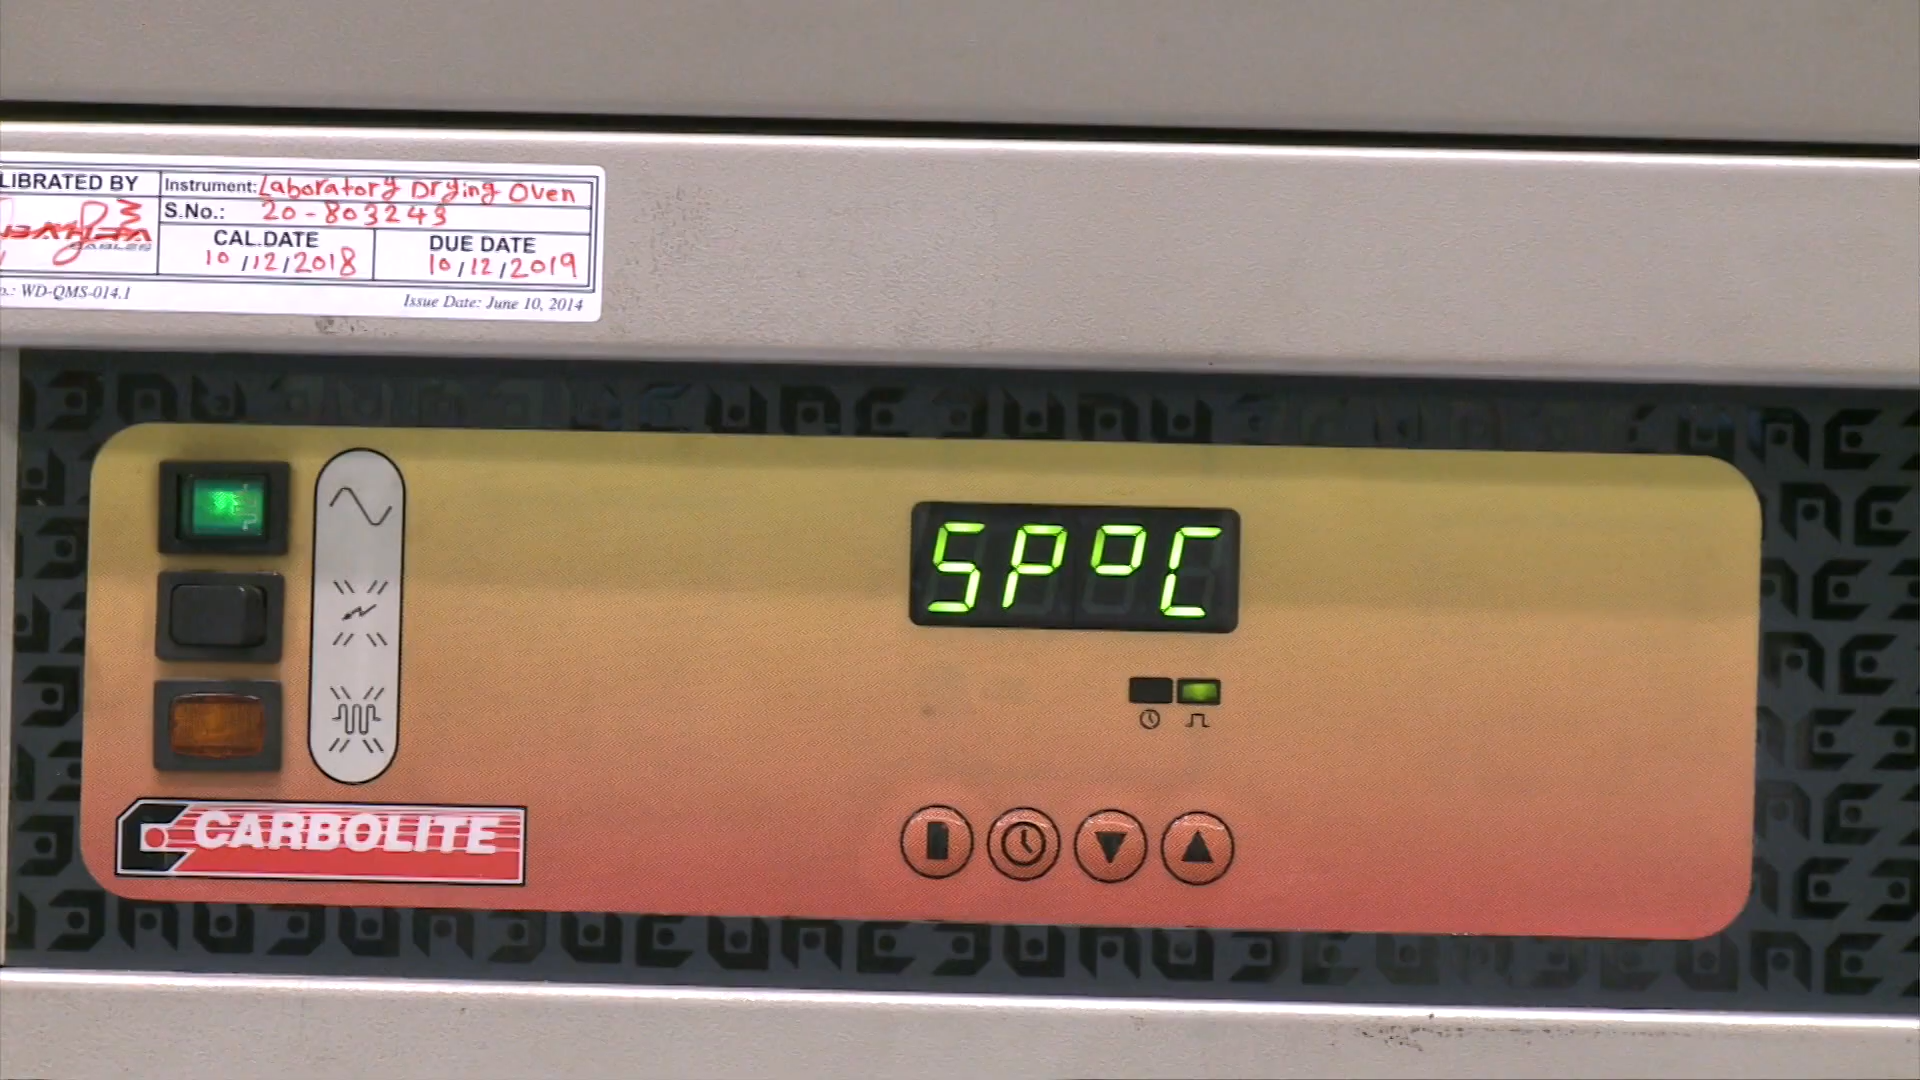 LIBRATED BY
Instrument: Laboratory Drying Oven
S.No.: 20-803243
CAL.DATE
10/12/2018
DUE DATE
10/12/2019
WD-QMS-014.1
Issue Date: June 10, 2014
SP°C
CARBOLITE